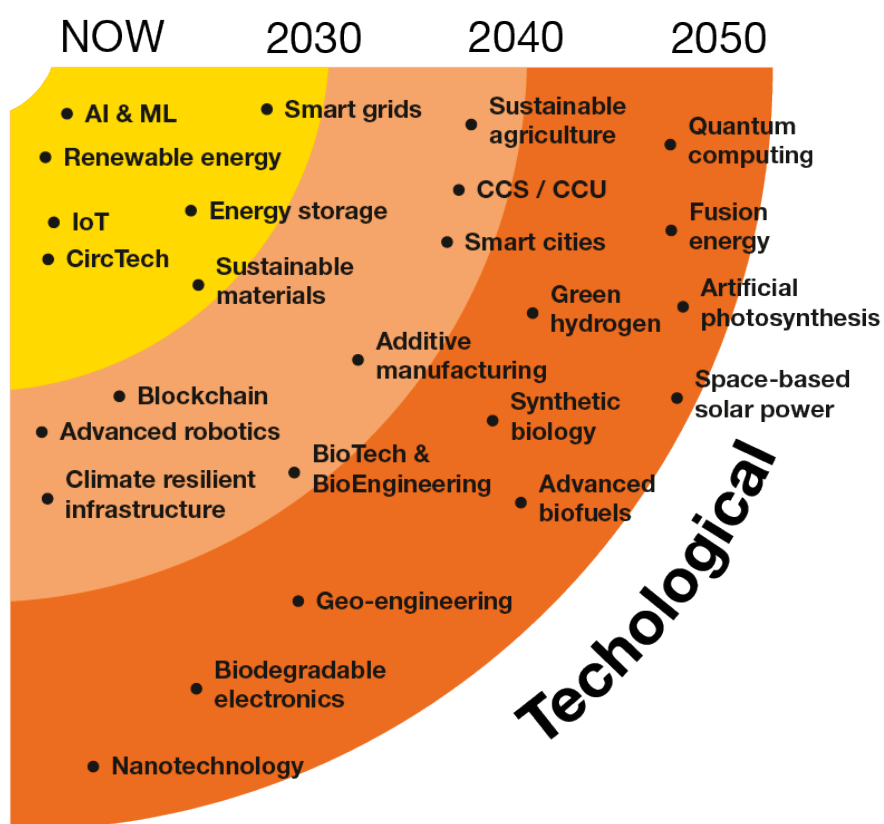 NOW 2030 2040 2050
AI & ML
Smart grids
Sustainable
agriculture
Quantum
computing
Renewable energy
CCS / CCU
IoT
Energy storage
Fusion
energy
Smart cities
CircTech
Sustainable
materials
Green
hydrogen
Artificial
photosynthesis
Additive
manufacturing
Space-based
solar power
Blockchain
Synthetic
biology
Advanced robotics
BioTech &
BioEngineering
Climate resilient
infrastructure
Advanced
biofuels
Geo-engineering
Biodegradable
electronics
Nanotechnology
Techological